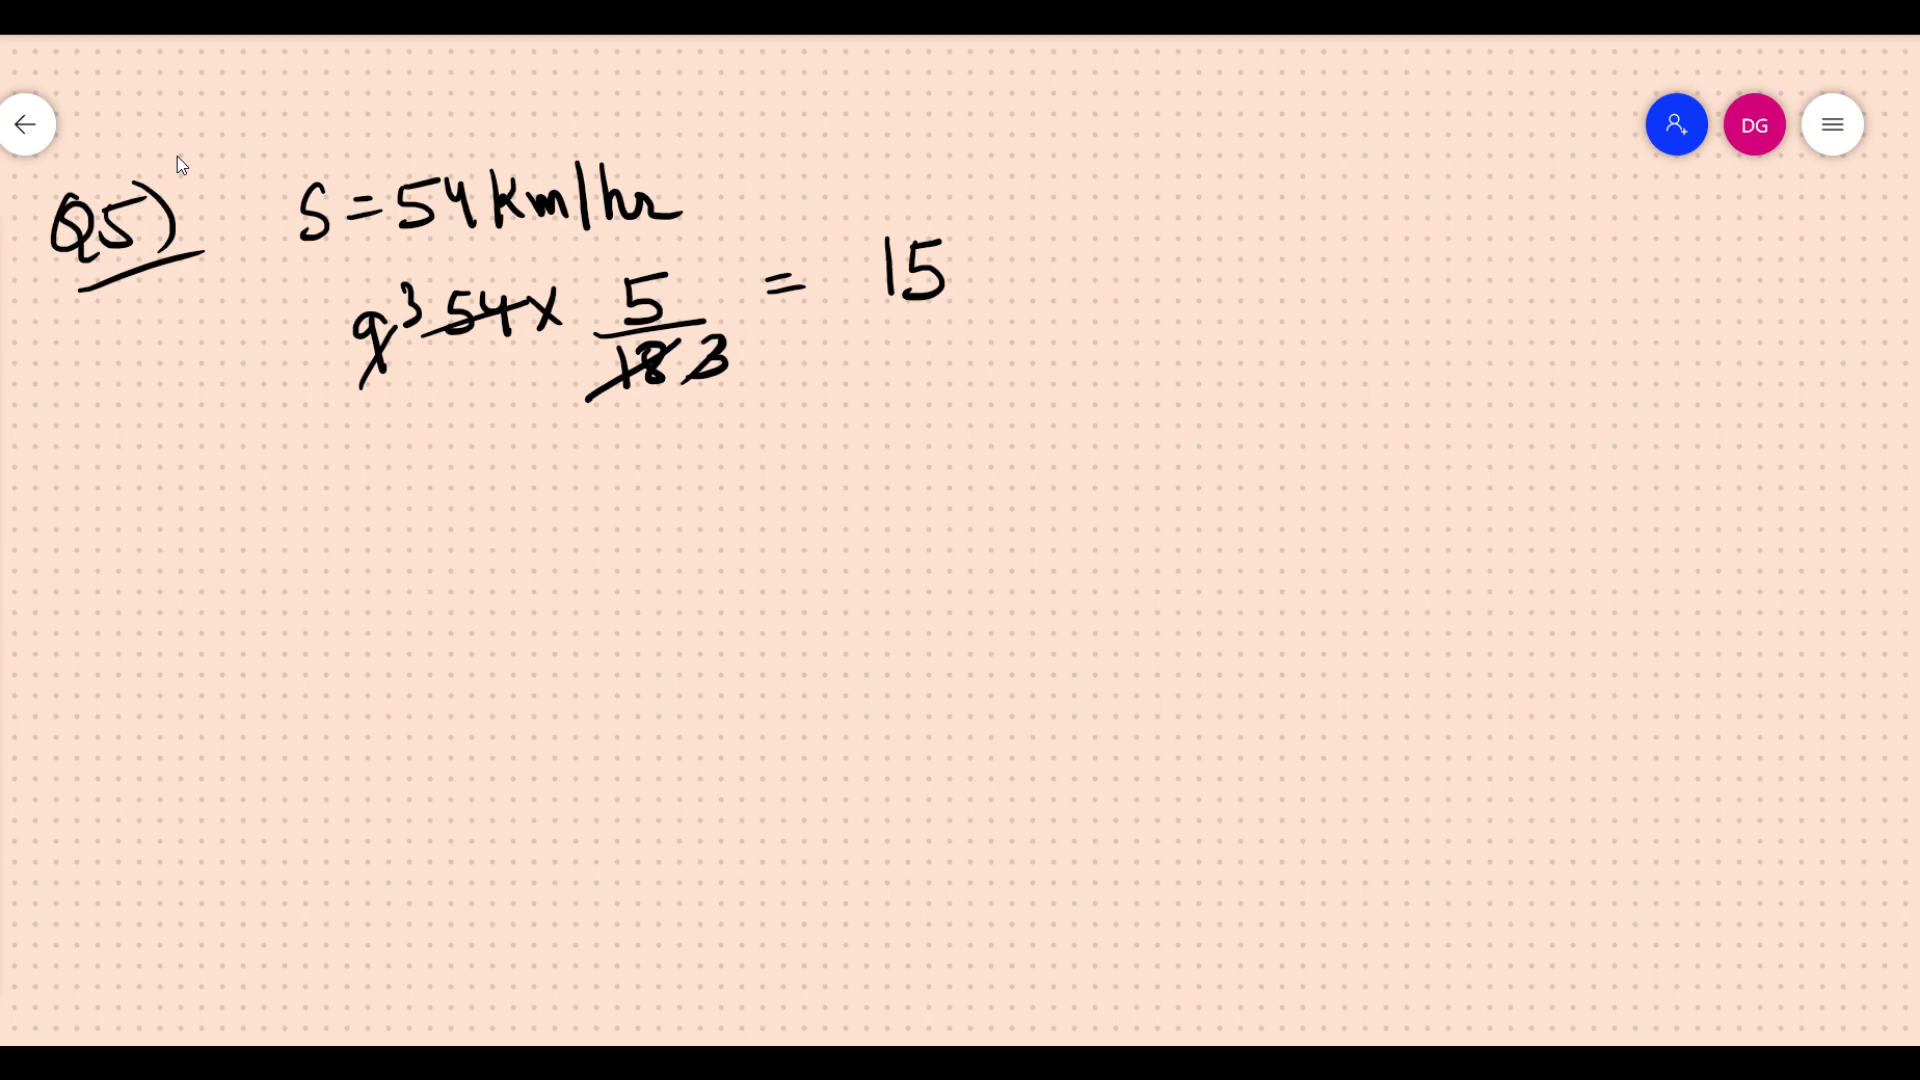 DG
Q5) S = 54 km/hr
9 3 54 x 5/18 3 = 15